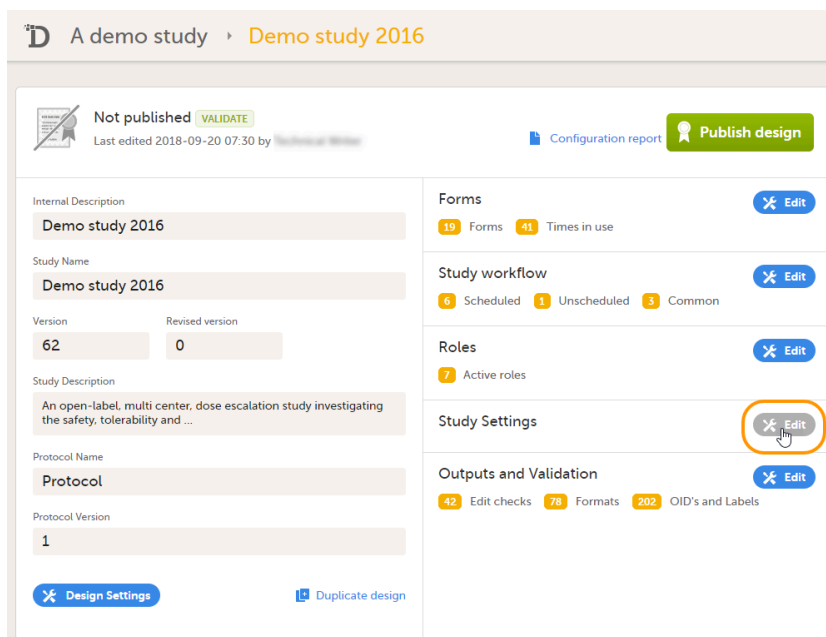 A demo study › Demo study 2016
Not published VALIDATE
Last edited 2018-09-20 07:30 by
Configuration report
Publish design
Internal Description
Demo study 2016
Study Name
Demo study 2016
Version Revised version
62 0
Study Description
An open-label, multi center, dose escalation study investigating
the safety, tolerability and ...
Protocol Name
Protocol
Protocol Version
1
Design Settings Duplicate design
Forms Edit
19 Forms 41 Times in use
Study workflow Edit
6 Scheduled 1 Unscheduled 3 Common
Roles Edit
7 Active roles
Study Settings Edit
Outputs and Validation Edit
42 Edit checks 78 Formats 202 OID's and Labels